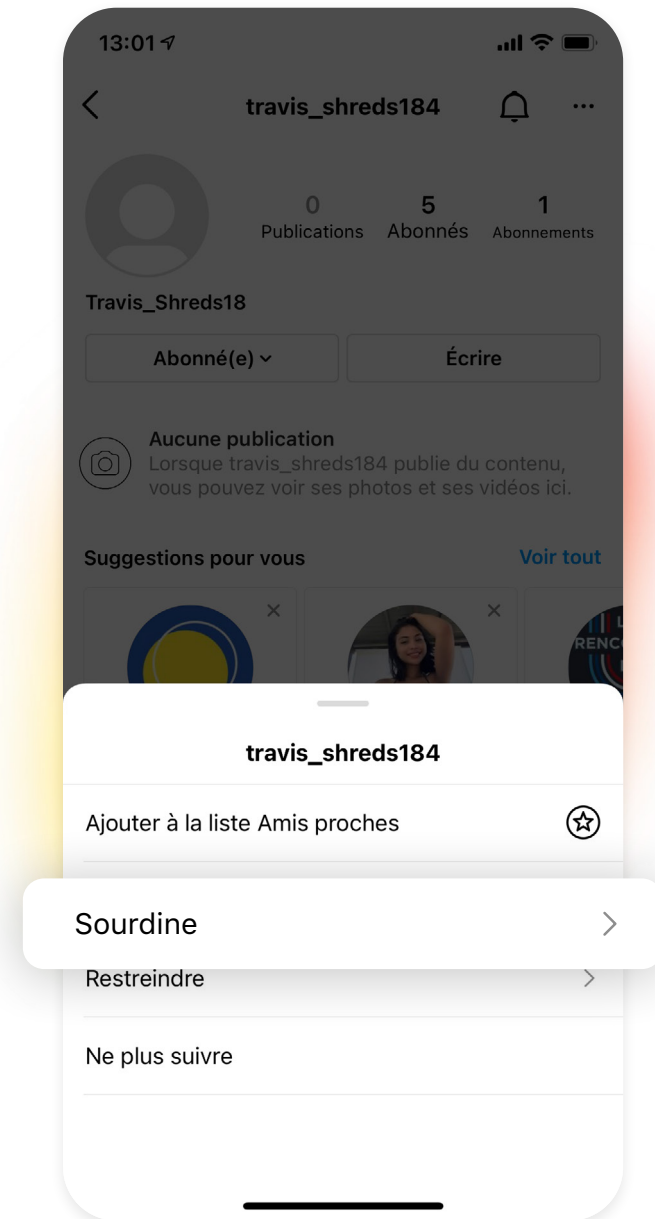 13:01
travis_shreds184
0 5 1
Publications Abonnés Abonnements
Travis_Shreds18
Abonné(e) Écrire
Aucune publication
Lorsque travis_shreds184 publie du contenu,
vous pouvez voir ses photos et ses vidéos ici.
Suggestions pour vous Voir tout
RENC
travis_shreds184
Ajouter à la liste Amis proches
Sourdine
Restreindre
Ne plus suivre